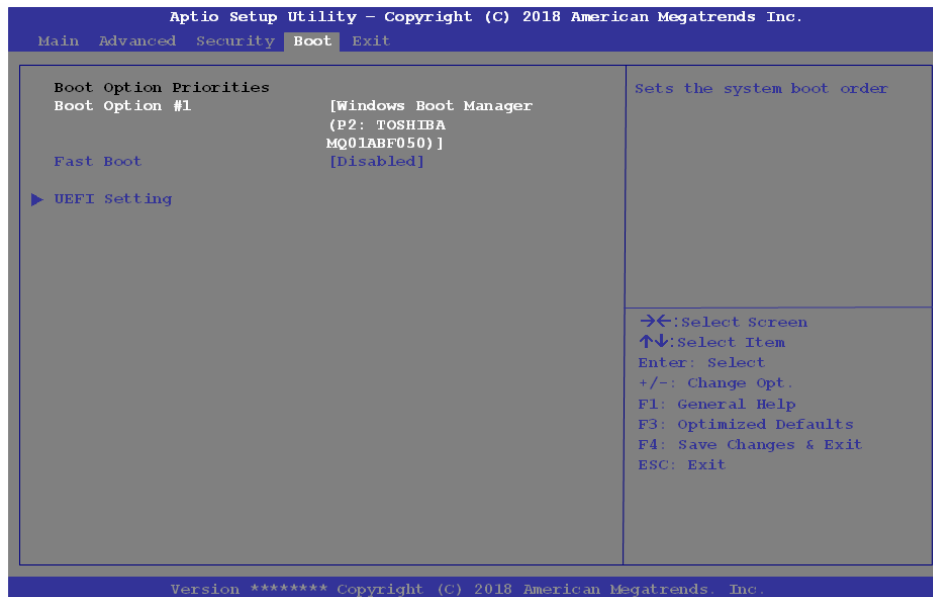 Aptio Setup Utility – Copyright (C) 2018 American Megatrends Inc.
Main Advanced Security Boot Exit
Boot Option Priorities
Boot Option #1 [Windows Boot Manager
(P2: TOSHIBA
MQ01ABF050)]
Fast Boot [Disabled]
▶ UEFI Setting
Sets the system boot order
→←:Select Screen
↑↓:Select Item
Enter: Select
+/-: Change Opt.
F1: General Help
F3: Optimized Defaults
F4: Save Changes & Exit
ESC: Exit
Version ******** Copyright (C) 2018 American Megatrends. Inc.